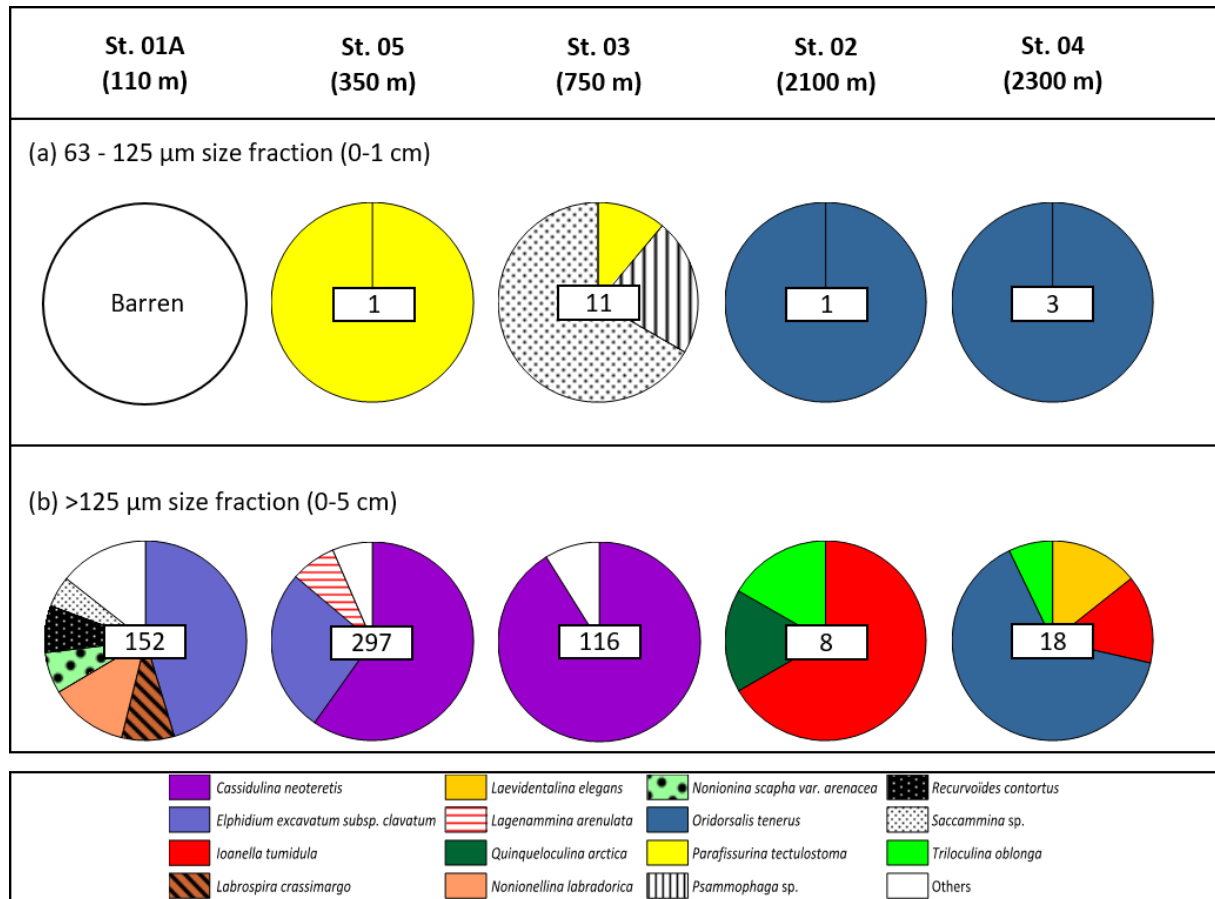 St. 01A St. 05 St. 03 St. 02 St. 04
(110 m) (350 m) (750 m) (2100 m) (2300 m)
(a) 63 - 125 µm size fraction (0-1 cm)
Barren 1 11 1 3
(b) >125 µm size fraction (0-5 cm)
152 297 116 8 18
Cassidulina neoteretis Laevidentalina elegans Nonionina scapha var. arenacea Recurvoïdes contortus
Elphidium excavatum subsp. clavatum Lagenammina arenulata Oridorsalis tenerus Saccammina sp.
Ioanella tumidula Quinqueloculina arctica Parafissurina tectulostoma Triloculina oblonga
Labrospira crassimargo Nonionellina labradorica Psammophaga sp. Others